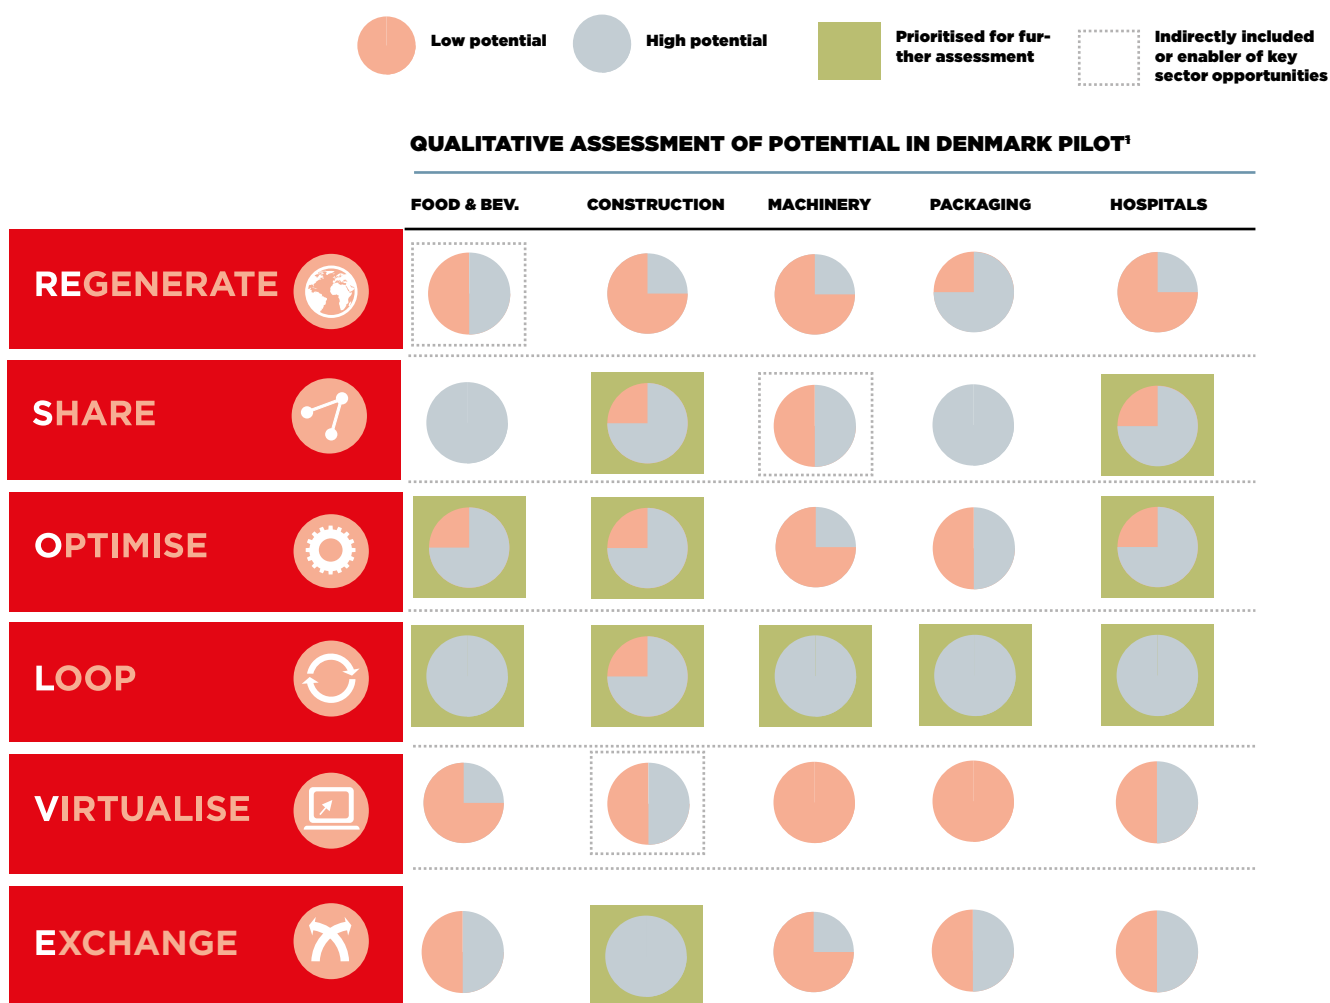 Low potential
High potential
Prioritised for fur-
ther assessment
Indirectly included
or enabler of key
sector opportunities
QUALITATIVE ASSESSMENT OF POTENTIAL IN DENMARK PILOT¹
FOOD & BEV.
CONSTRUCTION
MACHINERY
PACKAGING
HOSPITALS
REGENERATE
SHARE
OPTIMISE
LOOP
VIRTUALISE
EXCHANGE